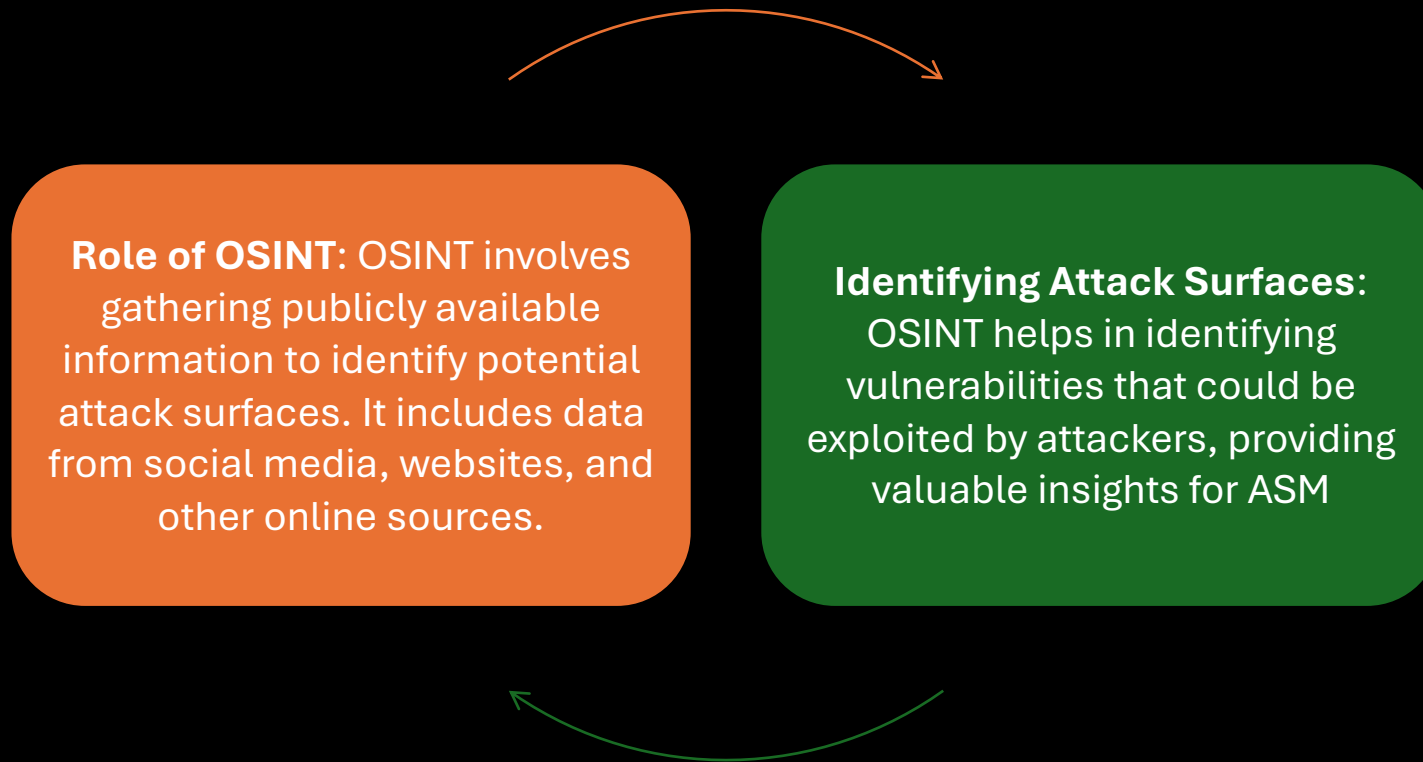 Role of OSINT: OSINT involves
gathering publicly available
information to identify potential
attack surfaces. It includes data
from social media, websites, and
other online sources.
Identifying Attack Surfaces:
OSINT helps in identifying
vulnerabilities that could be
exploited by attackers, providing
valuable insights for ASM